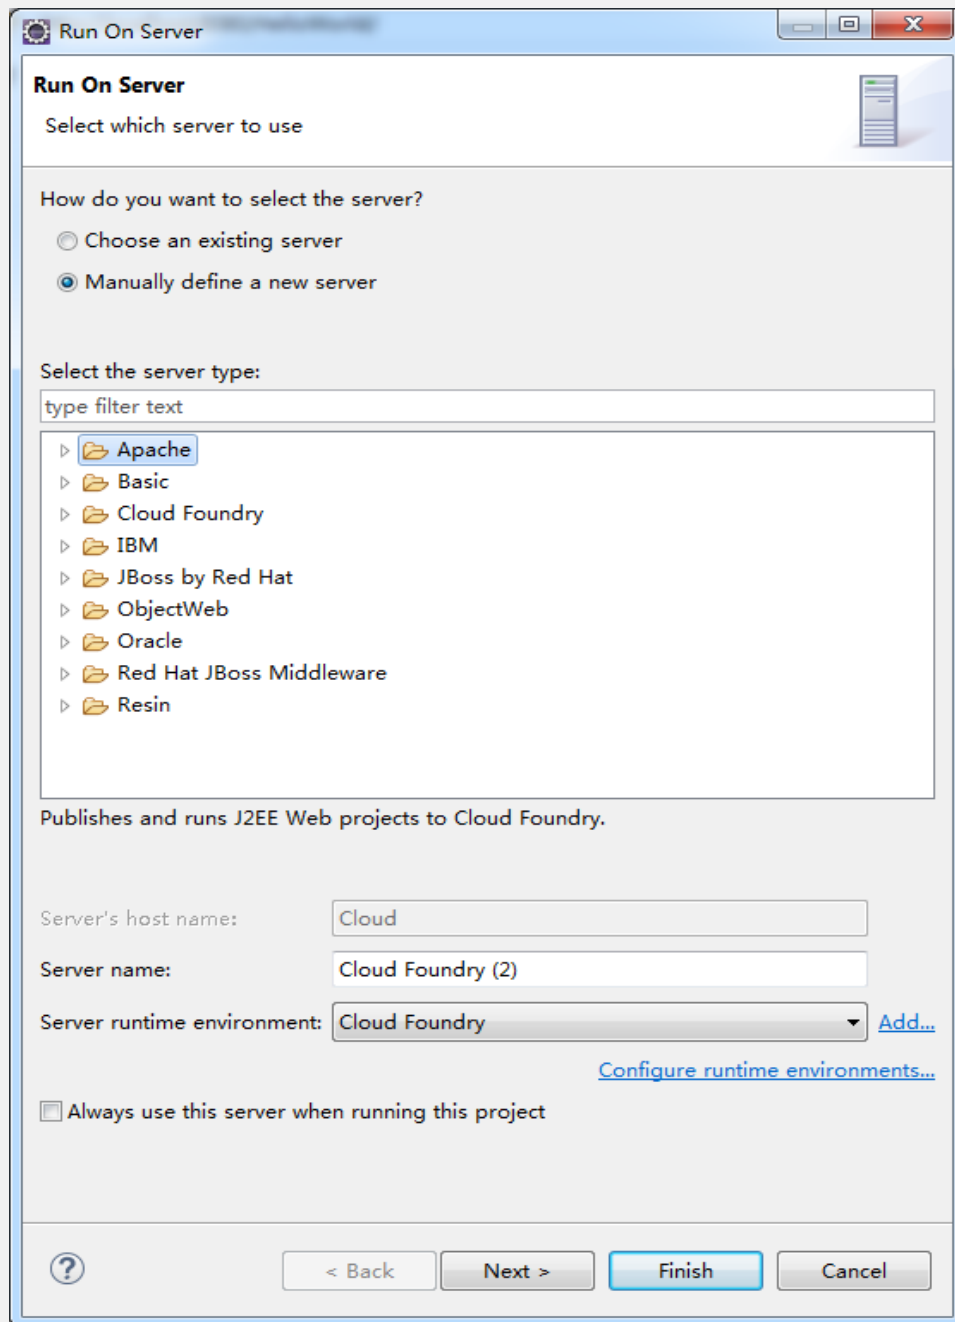 Run On Server
Run On Server
Select which server to use
How do you want to select the server?
Choose an existing server
Manually define a new server
Select the server type:
type filter text
Apache
Basic
Cloud Foundry
IBM
JBoss by Red Hat
ObjectWeb
Oracle
Red Hat JBoss Middleware
Resin
Publishes and runs J2EE Web projects to Cloud Foundry.
Server's host name: Cloud
Server name: Cloud Foundry (2)
Server runtime environment: Cloud Foundry Add...
Configure runtime environments...
Always use this server when running this project
? < Back Next > Finish Cancel